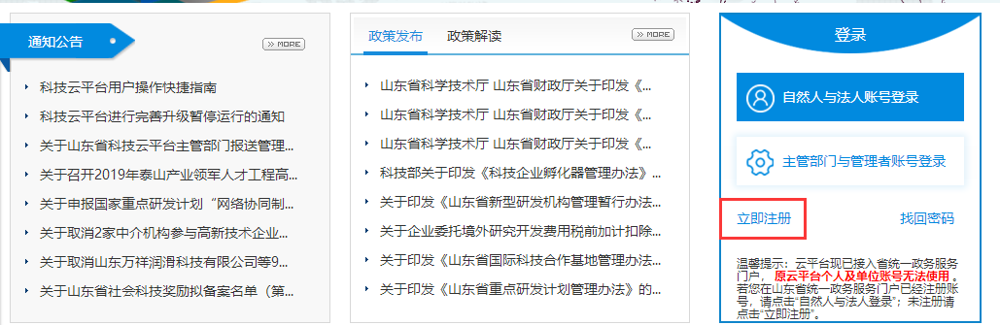 通知公告
MORE
科技云平台用户操作快捷指南
科技云平台进行完善升级暂停运行的通知
关于山东省科技云平台主管部门报送管理...
关于召开2019年泰山产业领军人才工程高...
关于申报国家重点研发计划“网络协同制...
关于取消2家中介机构参与高新技术企业...
关于取消山东万祥润滑科技有限公司等9...
关于山东省社会科技奖励拟备案名单（第...
政策发布 政策解读
MORE
山东省科学技术厅 山东省财政厅关于印发《...
山东省科学技术厅 山东省财政厅关于印发《...
山东省科学技术厅 山东省财政厅关于印发《...
科技部关于印发《科技企业孵化器管理办法》...
关于印发《山东省新型研发机构管理暂行办法...
关于企业委托境外研究开发费用税前加计扣除...
关于印发《山东省国际科技合作基地管理办法...
关于印发《山东省重点研发计划管理办法》的...
登录
自然人与法人账号登录
主管部门与管理者账号登录
立即注册 找回密码
温馨提示：云平台现已接入省统一政务服务
门户， 原云平台个人及单位账号无法使用 。
若您在山东省统一政务服务门户已经注册账
号，请点击“自然人与法人登录”；未注册请
点击“立即注册”。